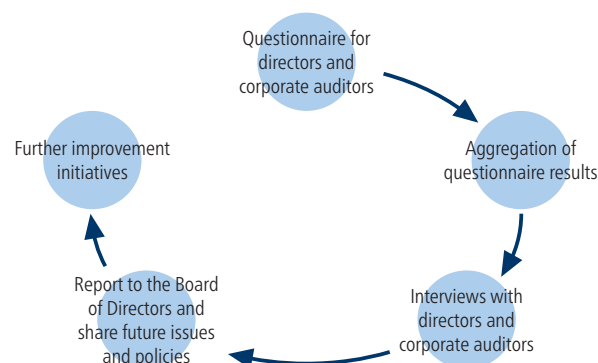 Questionnaire for
directors and
corporate auditors
Aggregation of
questionnaire results
Interviews with
directors and
corporate auditors
Report to the Board
of Directors and
share future issues
and policies
Further improvement
initiatives